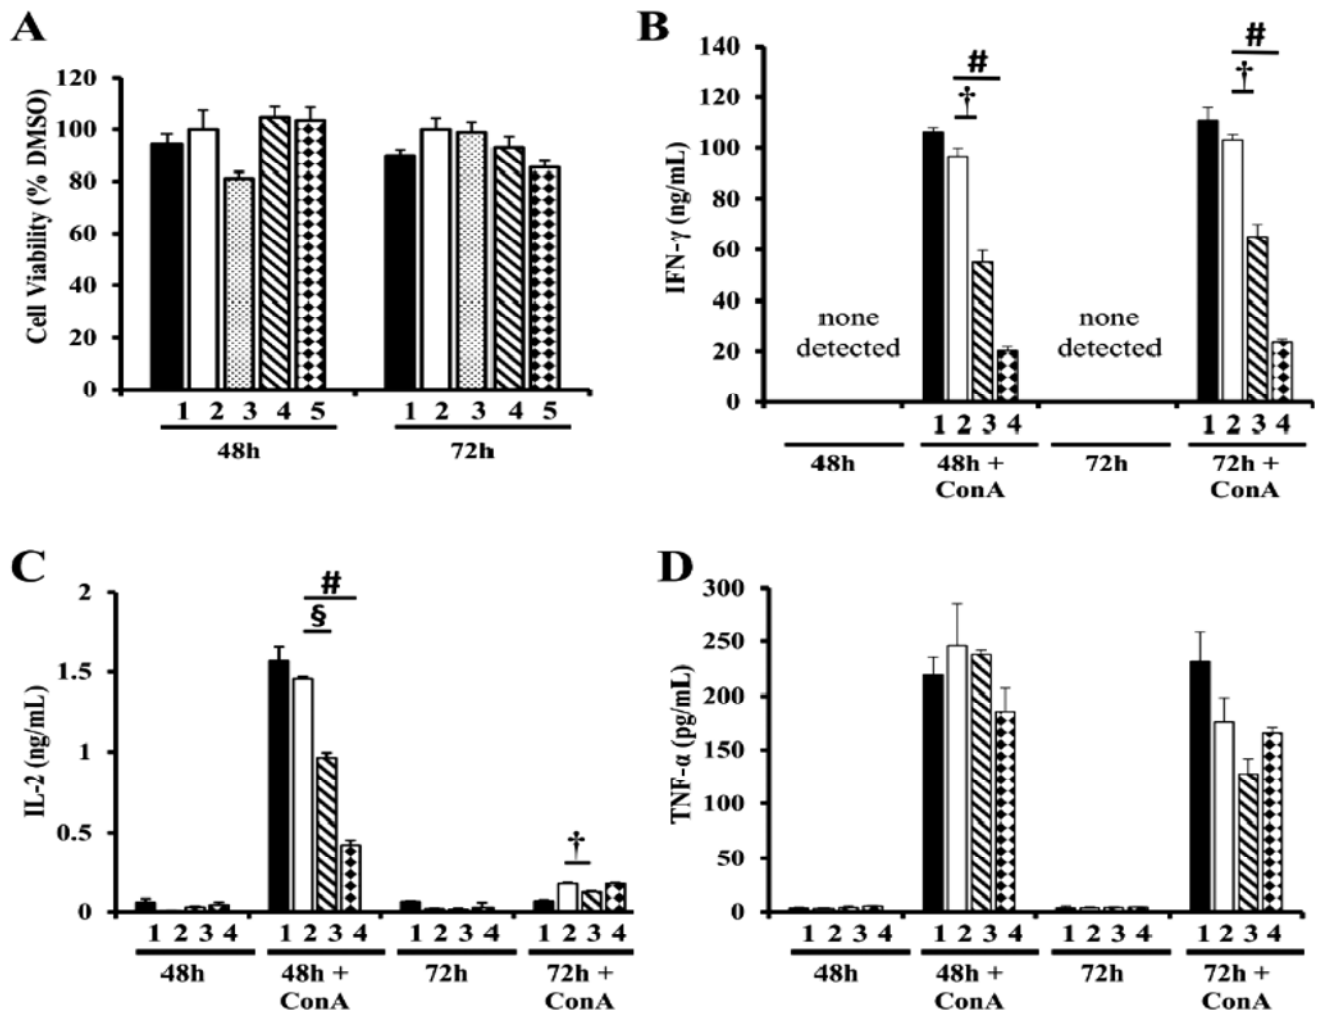 A
Cell Viability (% DMSO)
120
100
80
60
40
20
0
1 2 3 4 5
1 2 3 4 5
48h
72h
B
IFN-γ (ng/mL)
140
120
100
80
60
40
20
0
#
†
#
†
none
detected
none
detected
1 2 3 4
1 2 3 4
48h
48h +
ConA
72h
72h +
ConA
C
IL-2 (ng/mL)
2
1.5
1
0.5
0
#
§
†
1 2 3 4
1 2 3 4
1 2 3 4
1 2 3 4
48h
48h +
ConA
72h
72h +
ConA
D
TNF-α (pg/mL)
300
250
200
150
100
50
0
1 2 3 4
1 2 3 4
1 2 3 4
1 2 3 4
48h
48h +
ConA
72h
72h +
ConA